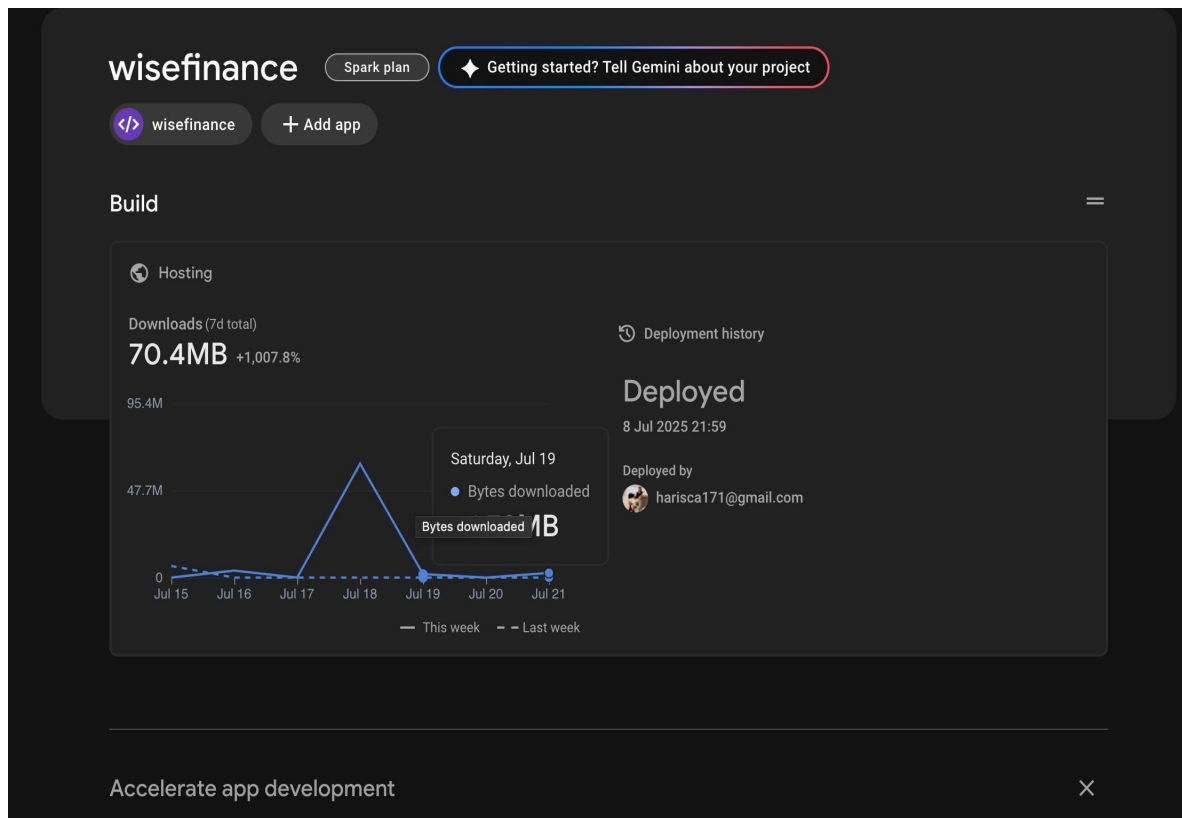 wisefinance
Spark plan
Getting started? Tell Gemini about your project
wisefinance
Add app
Build
Hosting
Downloads (7d total)
70.4MB +1,007.8%
95.4M
47.7M
0
Jul 15 Jul 16 Jul 17 Jul 18 Jul 19 Jul 20 Jul 21
This week Last week
Saturday, Jul 19
Bytes downloaded
Bytes downloaded
Deployment history
Deployed
8 Jul 2025 21:59
Deployed by
harisca171@gmail.com
Accelerate app development